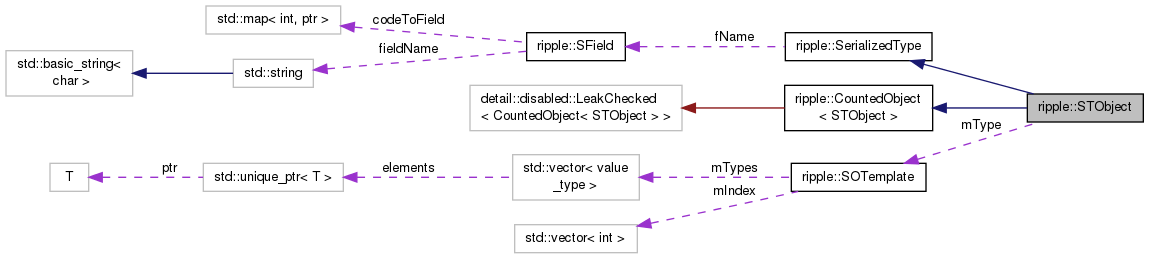 std::map< int, ptr >
codeToField
ripple::SField
fName
ripple::SerializedType
fieldName
std::basic_string<
char >
std::string
detail::disabled::LeakChecked
< CountedObject< STObject > >
ripple::CountedObject
< STObject >
ripple::STObject
mType
T
ptr
std::unique_ptr< T >
elements
std::vector< value
_type >
mTypes
ripple::SOTemplate
mIndex
std::vector< int >